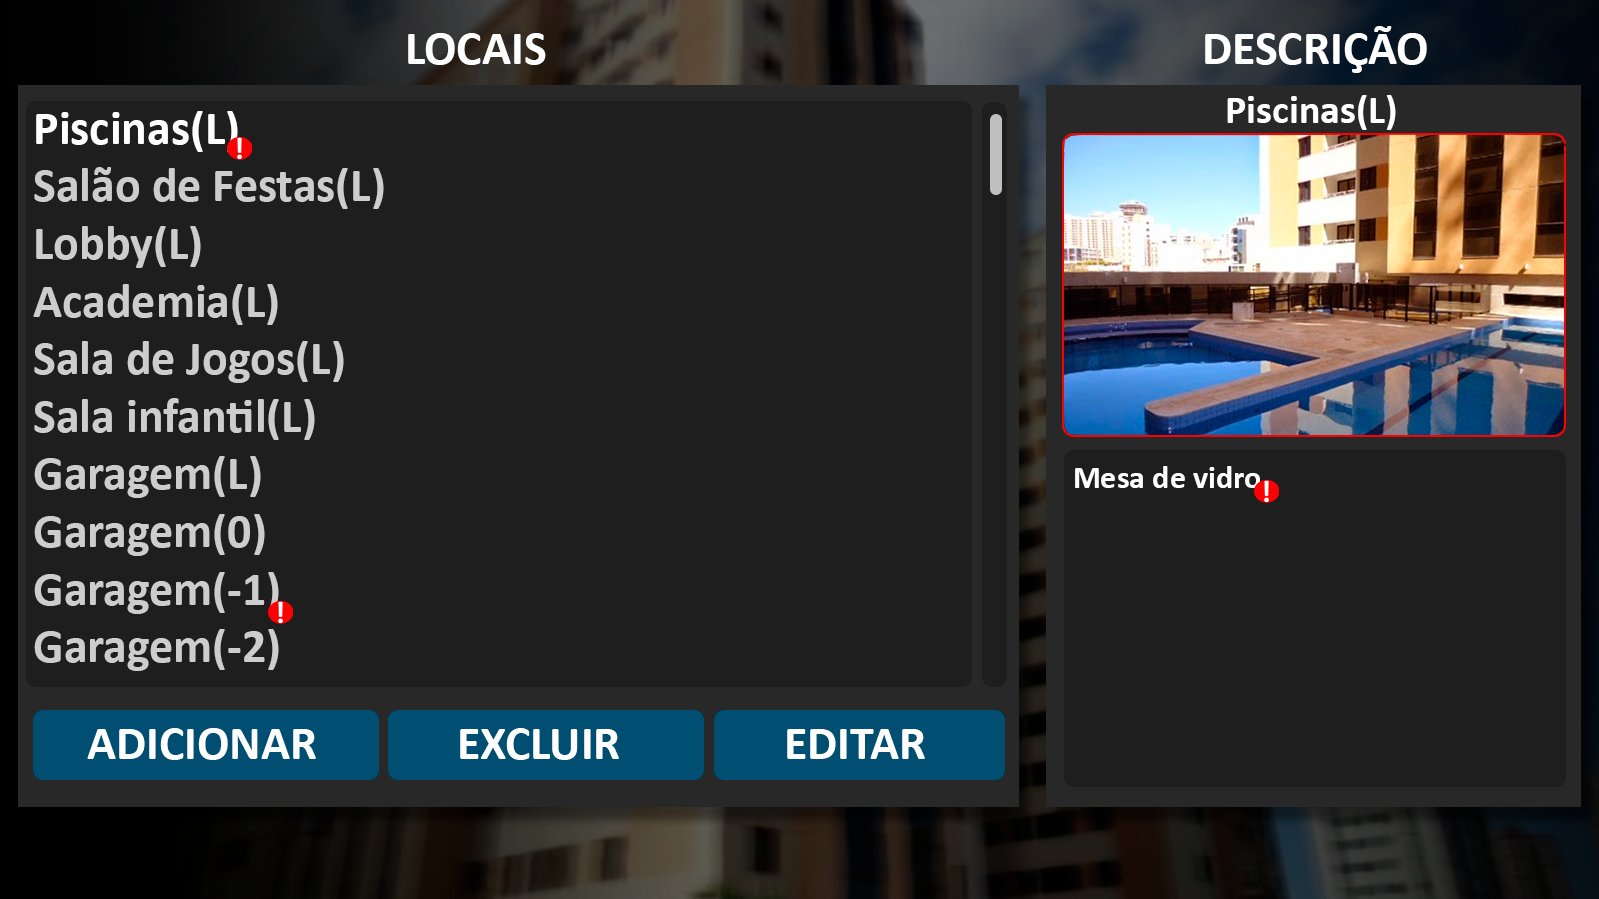 LOCAIS
Piscinas(L)
!
Salão de Festas(L)
Lobby(L)
Academia(L)
Sala de Jogos(L)
Sala infantil(L)
Garagem(L)
Garagem(0)
Garagem(-1)
!
Garagem(-2)
ADICIONAR
EXCLUIR
EDITAR
DESCRIÇÃO
Piscinas(L)
Mesa de vidro
!